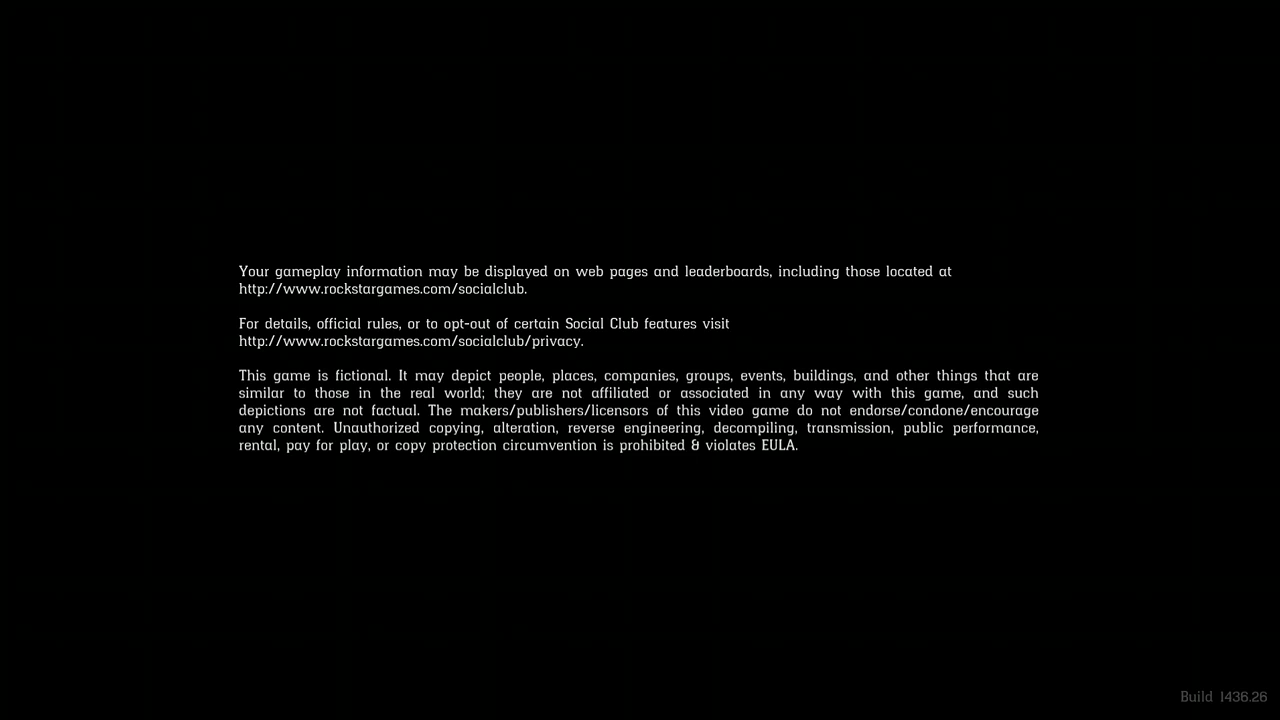 Your gameplay information may be displayed on web pages and leaderboards, including those located at
http://www.rockstargames.com/socialclub.
For details, official rules, or to opt-out of certain Social Club features visit
http://www.rockstargames.com/socialclub/privacy.
This game is fictional. It may depict people, places, companies, groups, events, buildings, and other things that are
similar to those in the real world; they are not affiliated or associated in any way with this game, and such
depictions are not factual. The makers/publishers/licensors of this video game do not endorse/condone/encourage
any content. Unauthorized copying, alteration, reverse engineering, decompiling, transmission, public performance,
rental, pay for play, or copy protection circumvention is prohibited & violates EULA.
Build 1436.26